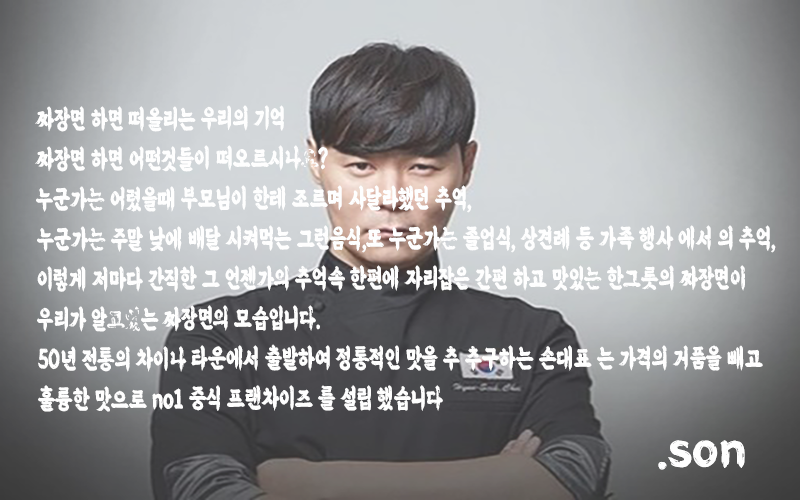 짜장면 하면 떠올리는 우리의 기억
짜장면 하면 어떤것들이 떠오르시나요?
누군가는 어렸을때 부모님이 한테 조르며 사달라했던 추억,
누군가는 주말 낮에 배달 시켜먹는 그런음식,또 누군가는 졸업식, 상견례 등 가족 행사 에서 의 추억,
이렇게 저마다 간직한 그 언젠가의 추억속 한편에 자리잡은 간편 하고 맛있는 한그릇의 짜장면이
우리가 알고있는 짜장면의 모습입니다.
50년 전통의 차이나 타운에서 출발하여 정통적인 맛을 추 추구하는 손대표 는 가격의 거품을 빼고
훌륭한 맛으로 no1 중식 프랜차이즈 를 설립 했습니다
.son